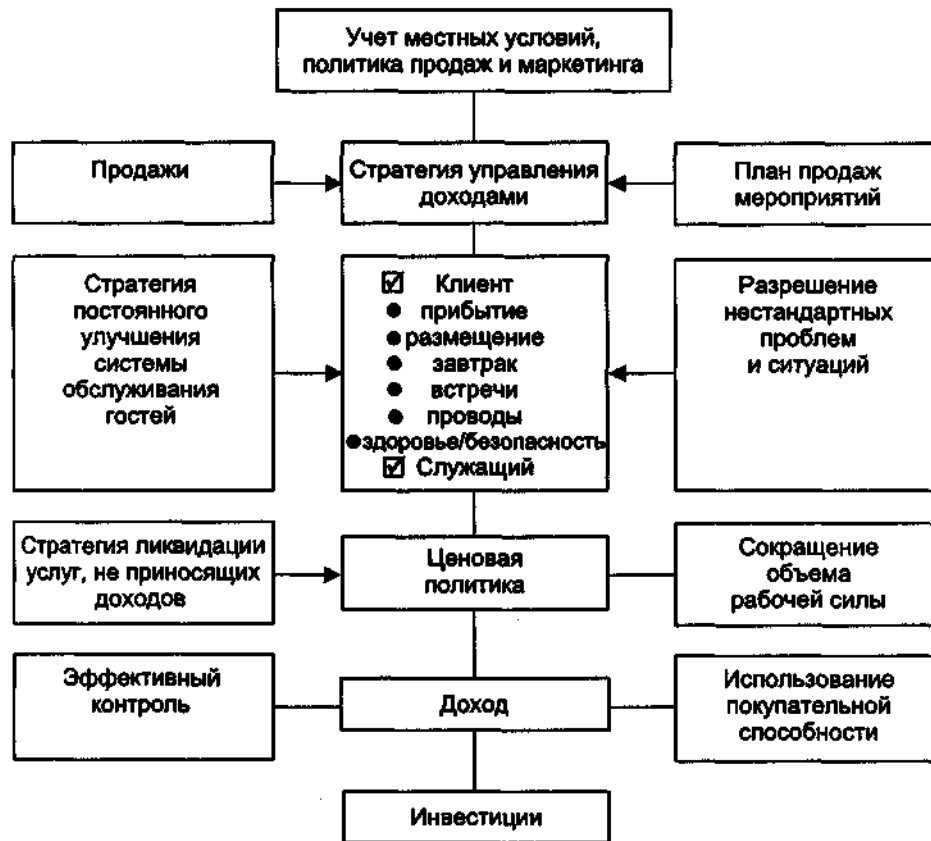 Учет местных условий,
политика продаж и маркетинга
Продажи
Стратегия управления
доходами
План продаж
мероприятий
Стратегия
постоянного
улучшения
системы
обслуживания
гостей
☑ Клиент
● прибытие
● размещение
● завтрак
● встречи
● проводы
● здоровье/безопасность
☑ Служащий
Разрешение
нестандартных
проблем
и ситуаций
Стратегия ликвидации
услуг, не приносящих
доходов
Ценовая
политика
Сокращение
объема
рабочей силы
Эффективный
контроль
Доход
Использование
покупательной
способности
Инвестиции